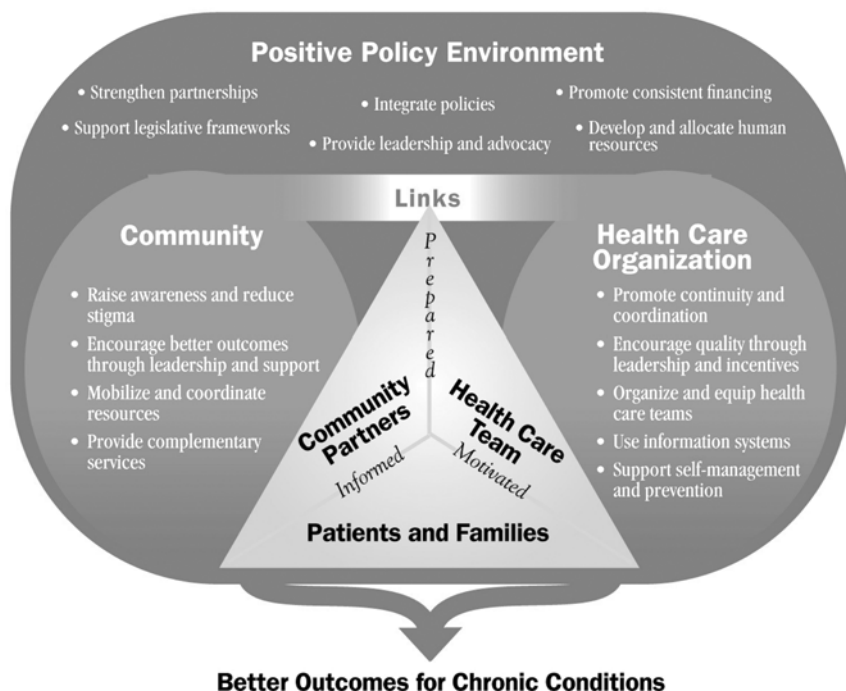 Positive Policy Environment
• Strengthen partnerships
• Support legislative frameworks
• Integrate policies
• Provide leadership and advocacy
• Promote consistent financing
• Develop and allocate human
resources
Links
Community
• Raise awareness and reduce
stigma
• Encourage better outcomes
through leadership and support
• Mobilize and coordinate
resources
• Provide complementary
services
Prepared
Community
Partners
Informed
Health Care
Team
Motivated
Patients and Families
Health Care
Organization
• Promote continuity and
coordination
• Encourage quality through
leadership and incentives
• Organize and equip health
care teams
• Use information systems
• Support self-management
and prevention
Better Outcomes for Chronic Conditions